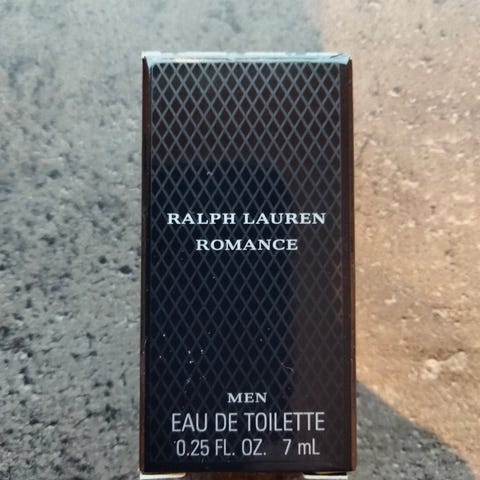 RALPH LAUREN
ROMANCE
MEN
EAU DE TOILETTE
0.25 FL. OZ. 7 mL